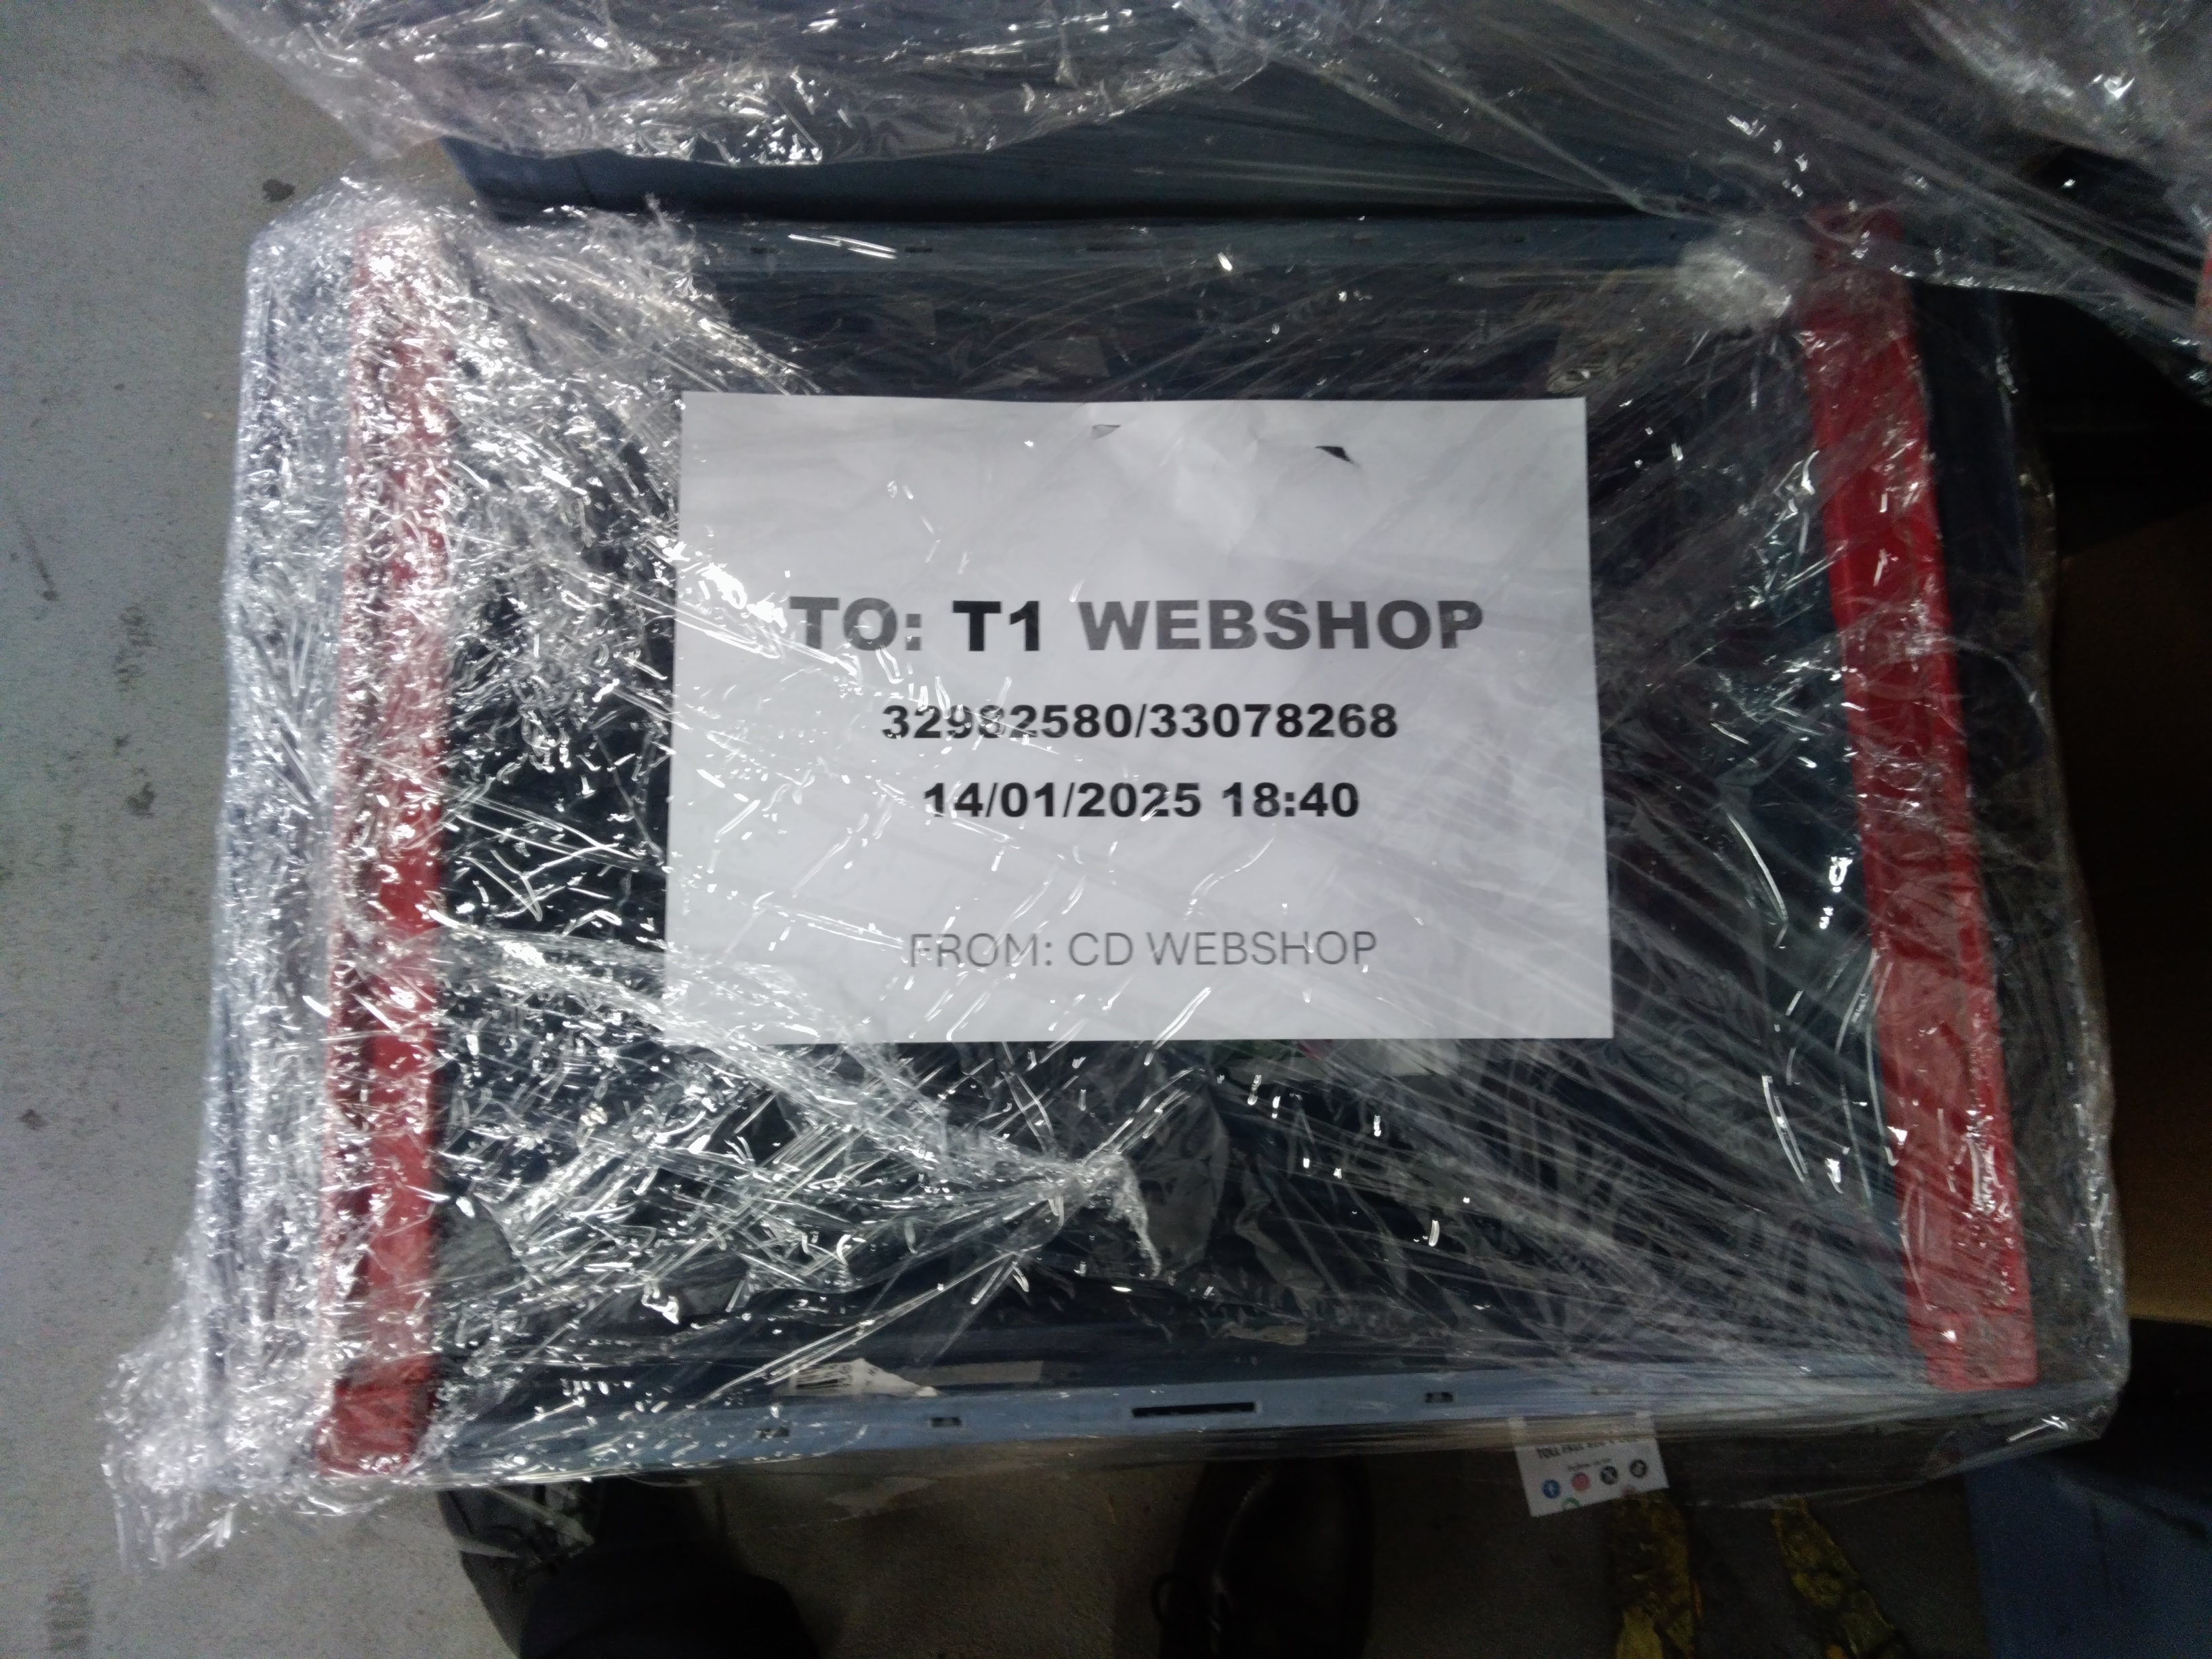 TO: T1 WEBSHOP
32982580/33078268
14/01/2025 18:40
FROM: CD WEBSHOP